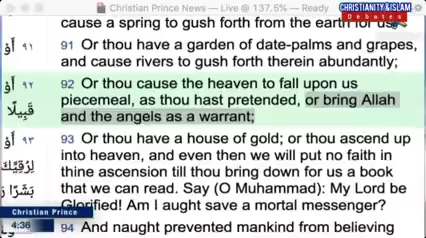 Christian Prince News — Live @ 137.5% — Ready
CHRISTIANITY & ISLAM
Debates
cause a spring to gush forth from the earth for us
91 Or thou have a garden of date-palms and grapes, ٩١ أَوْ
and cause rivers to gush forth therein abundantly;
92 Or thou cause the heaven to fall upon us ٩٢ أَوْ
piecemeal, as thou hast pretended, or bring Allah قَبِيلًا
and the angels as a warrant;
93 Or thou have a house of gold; or thou ascend up ٩٣ أَوْ
into heaven, and even then we will put no faith in
thine ascension till thou bring down for us a book لِرُقِيِّكَ
that we can read. Say (O Muhammad): My Lord be
Glorified! Am I aught save a mortal messenger? بَشَرًا
94 And naught prevented mankind from believing
Christian Prince
4:36